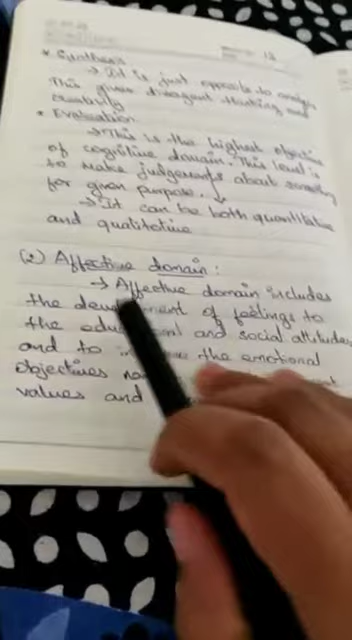 * Synthesis
→ It is just opposite to analysis
This gives divergent thinking and
creativity
* Evaluation
→ This is the highest objective
of cognitive domain. This level is
to make judgements about something
for given purpose.
→ It can be both quantitative
and qualitative
(2) Affective domain :
→ Affective domain includes
the of feelings to
the and social attitudes
and to the emotional
objectives
values and